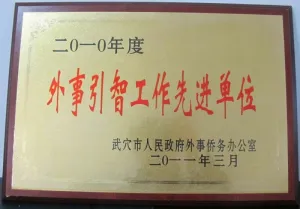 二〇一〇年度
外事引智工作先进单位
武穴市人民政府外事侨务办公室
二〇一一年三月